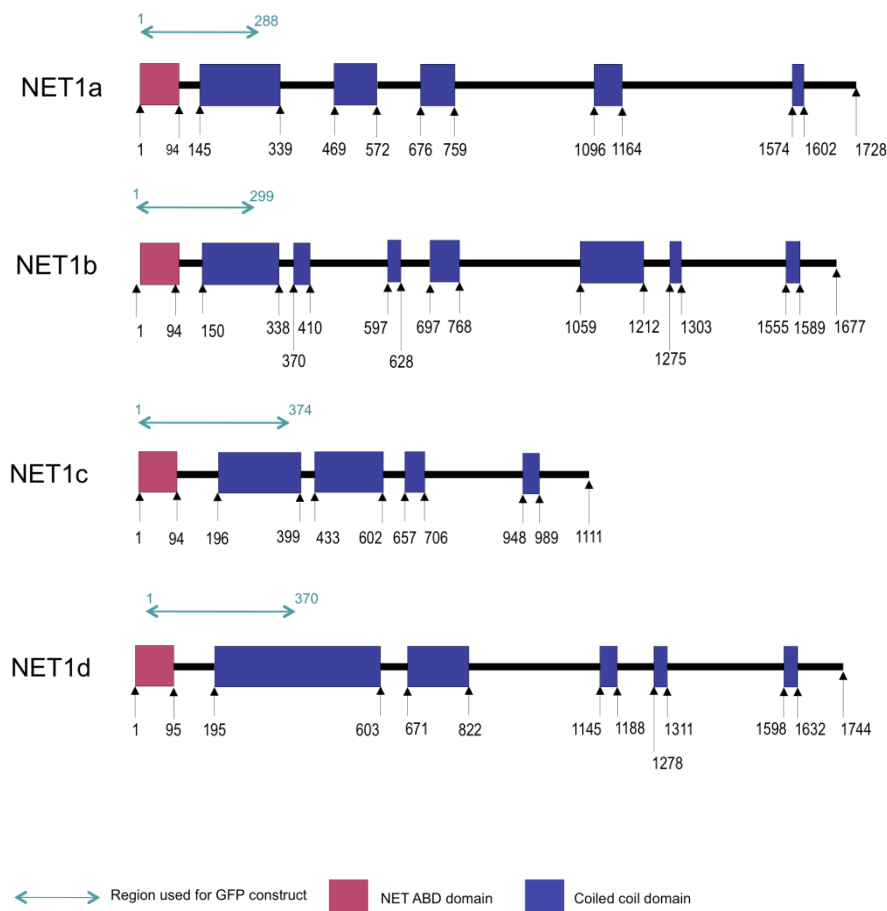 1 288
NET1a
1 94 145 339 469 572 676 759 1096 1164 1574 1602 1728
1 299
NET1b
1 94 150 338 410 597 697 768 1059 1212 1303 1555 1589 1677
370 628 1275
1 374
NET1c
1 94 196 399 433 602 657 706 948 989 1111
1 370
NET1d
1 95 195 603 671 822 1145 1188 1311 1598 1632 1744
1278
Region used for GFP construct NET ABD domain Coiled coil domain